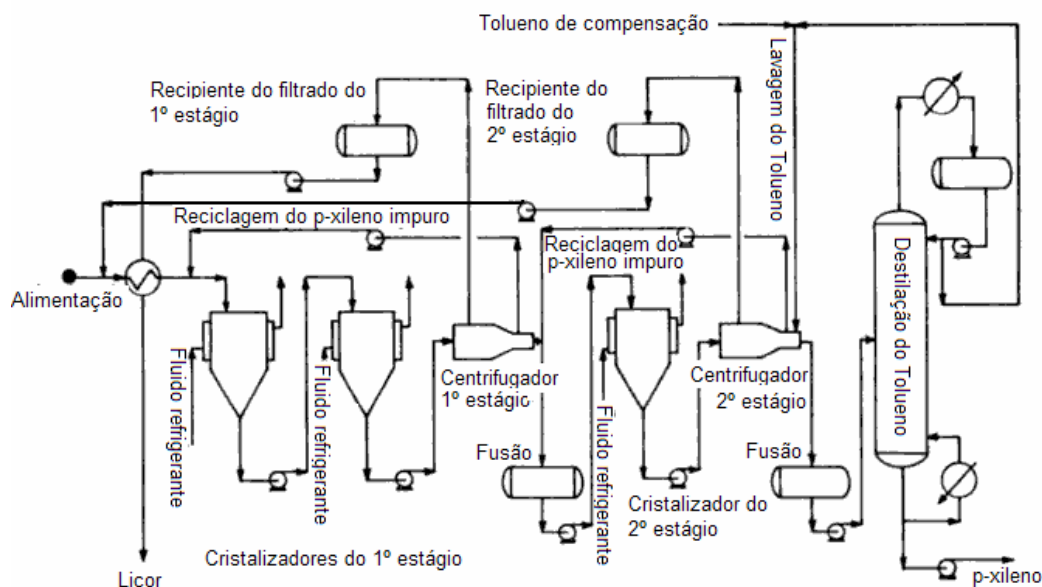 Tolueno de compensação
Lavagem do Tolueno
Recipiente do filtrado do
1º estágio
Recipiente do
filtrado do
2º estágio
Reciclagem do p-xileno impuro
Reciclagem do
p-xileno impuro
Destilação do Tolueno
Alimentação
Fluido refrigerante
Fluido refrigerante
Centrifugador
1º estágio
Fluido refrigerante
Centrifugador
2º estágio
Fusão
Fusão
Cristalizador do
2º estágio
Cristalizadores do 1º estágio
Licor
p-xileno